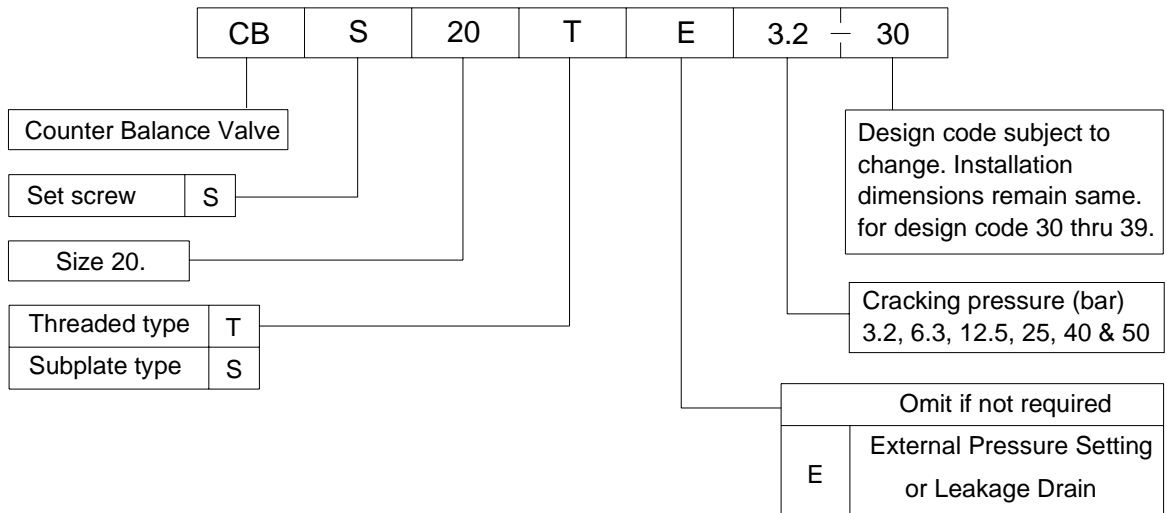 CB S 20 T E 3.2 – 30
Counter Balance Valve
Set screw S
Size 20.
Threaded type T
Subplate type S
Design code subject to
change. Installation
dimensions remain same.
for design code 30 thru 39.
Cracking pressure (bar)
3.2, 6.3, 12.5, 25, 40 & 50
Omit if not required
E External Pressure Setting
or Leakage Drain